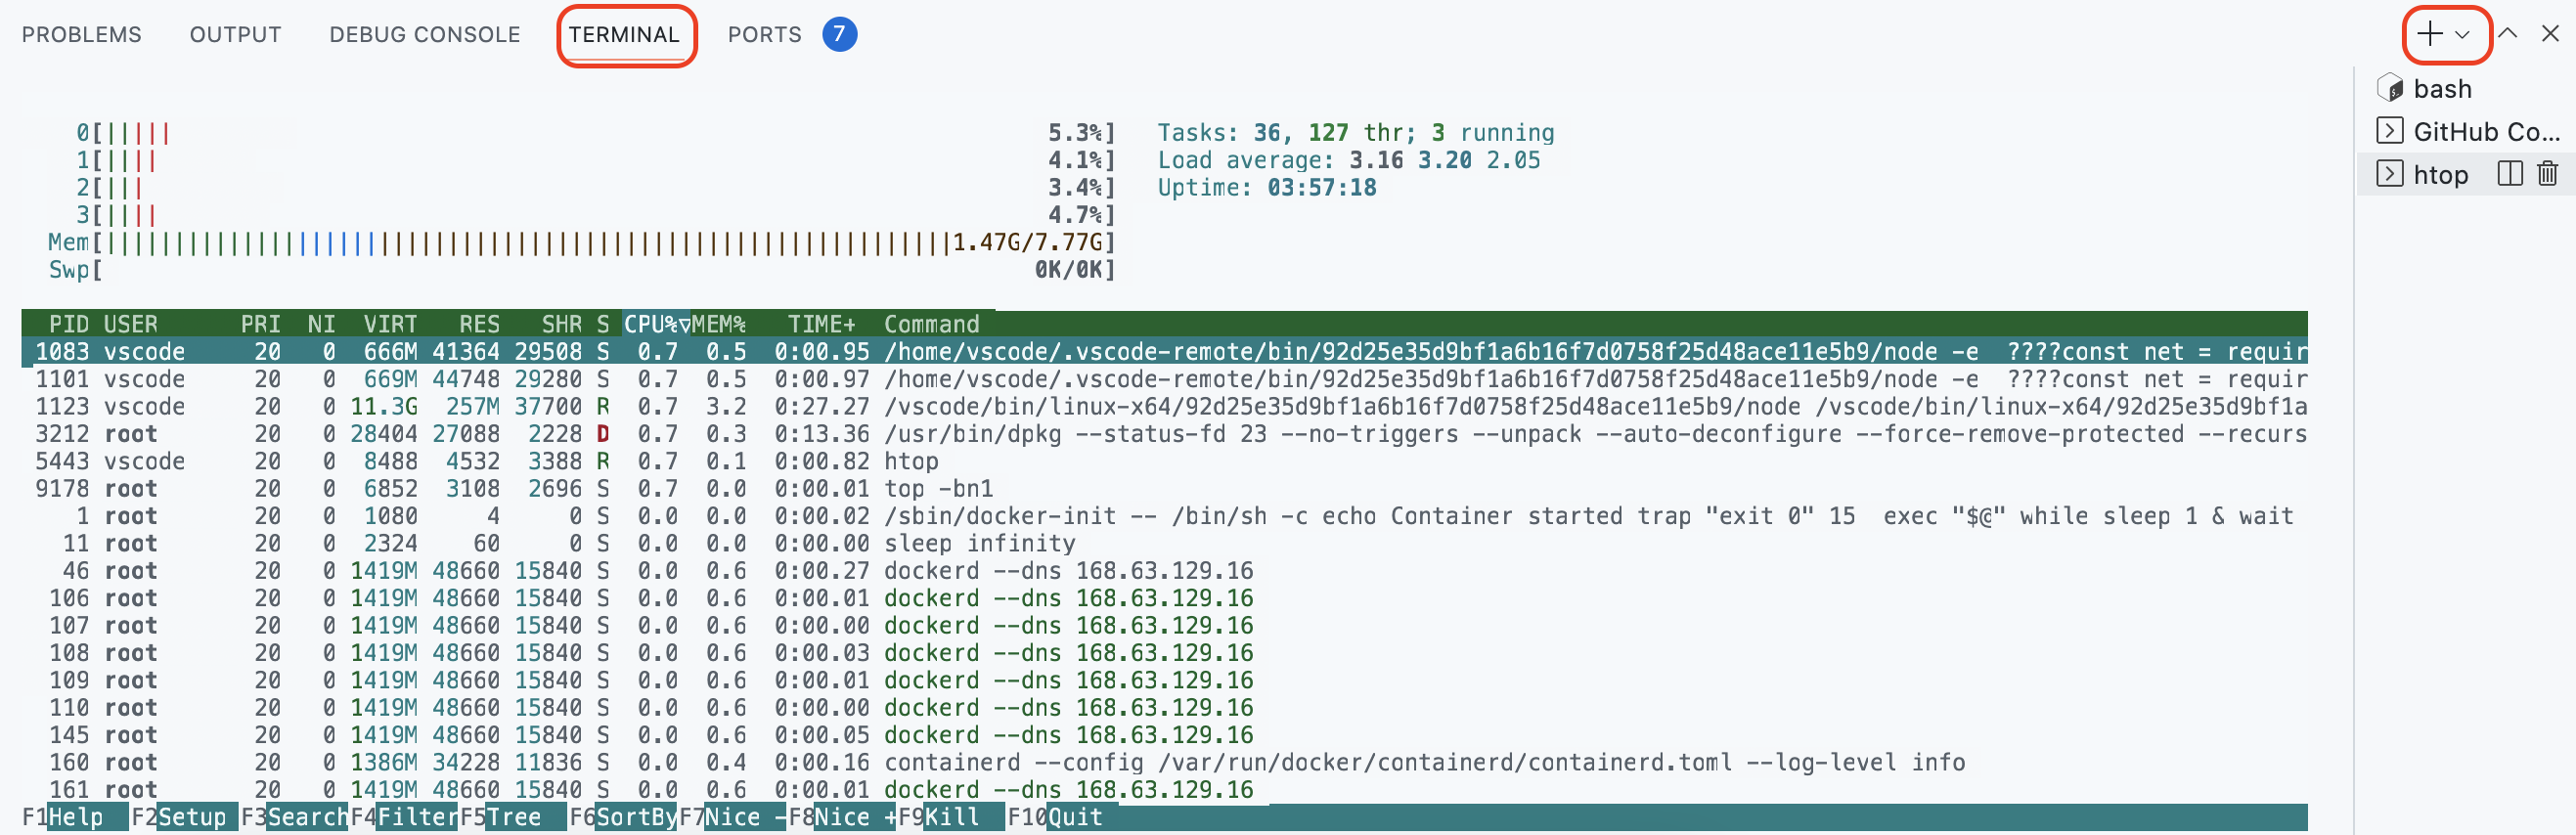 PROBLEMS OUTPUT DEBUG CONSOLE TERMINAL PORTS 7
bash
GitHub Co...
htop
0[||||| 5.3%] Tasks: 36, 127 thr; 3 running
1[|||| 4.1%] Load average: 3.16 3.20 2.05
2[||| 3.4%] Uptime: 03:57:18
3[|||| 4.7%]
Mem[||||||||||||||||||||||||||||||||||||||||||||||||||||||||||||||1.47G/7.77G]
Swp[ 0K/0K]
PID USER PRI NI VIRT RES SHR S CPU%▽MEM% TIME+ Command
1083 vscode 20 0 666M 41364 29508 S 0.7 0.5 0:00.95 /home/vscode/.vscode-remote/bin/92d25e35d9bf1a6b16f7d0758f25d48ace11e5b9/node -e ????const net = requir
1101 vscode 20 0 669M 44748 29280 S 0.7 0.5 0:00.97 /home/vscode/.vscode-remote/bin/92d25e35d9bf1a6b16f7d0758f25d48ace11e5b9/node -e ????const net = requir
1123 vscode 20 0 11.3G 257M 37700 R 0.7 3.2 0:27.27 /vscode/bin/linux-x64/92d25e35d9bf1a6b16f7d0758f25d48ace11e5b9/node /vscode/bin/linux-x64/92d25e35d9bf1a
3212 root 20 0 28404 27088 2228 D 0.7 0.3 0:13.36 /usr/bin/dpkg --status-fd 23 --no-triggers --unpack --auto-deconfigure --force-remove-protected --recurs
5443 vscode 20 0 8488 4532 3388 R 0.7 0.1 0:00.82 htop
9178 root 20 0 6852 3108 2696 S 0.7 0.0 0:00.01 top -bn1
1 root 20 0 1080 4 0 S 0.0 0.0 0:00.02 /sbin/docker-init -- /bin/sh -c echo Container started trap "exit 0" 15 exec "$@" while sleep 1 & wait
11 root 20 0 2324 60 0 S 0.0 0.0 0:00.00 sleep infinity
46 root 20 0 1419M 48660 15840 S 0.0 0.6 0:00.27 dockerd --dns 168.63.129.16
106 root 20 0 1419M 48660 15840 S 0.0 0.6 0:00.01 dockerd --dns 168.63.129.16
107 root 20 0 1419M 48660 15840 S 0.0 0.6 0:00.00 dockerd --dns 168.63.129.16
108 root 20 0 1419M 48660 15840 S 0.0 0.6 0:00.03 dockerd --dns 168.63.129.16
109 root 20 0 1419M 48660 15840 S 0.0 0.6 0:00.01 dockerd --dns 168.63.129.16
110 root 20 0 1419M 48660 15840 S 0.0 0.6 0:00.00 dockerd --dns 168.63.129.16
145 root 20 0 1419M 48660 15840 S 0.0 0.6 0:00.05 dockerd --dns 168.63.129.16
160 root 20 0 1386M 34228 11836 S 0.0 0.4 0:00.16 containerd --config /var/run/docker/containerd/containerd.toml --log-level info
161 root 20 0 1419M 48660 15840 S 0.0 0.6 0:00.01 dockerd --dns 168.63.129.16
F1Help F2Setup F3SearchF4FilterF5Tree F6SortByF7Nice -F8Nice +F9Kill F10Quit